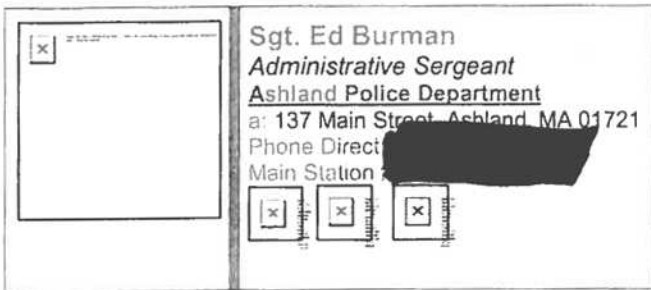 Sgt. Ed Burman
Administrative Sergeant
Ashland Police Department
a: 137 Main Street, Ashland, MA 01721
Phone Direct
Main Station